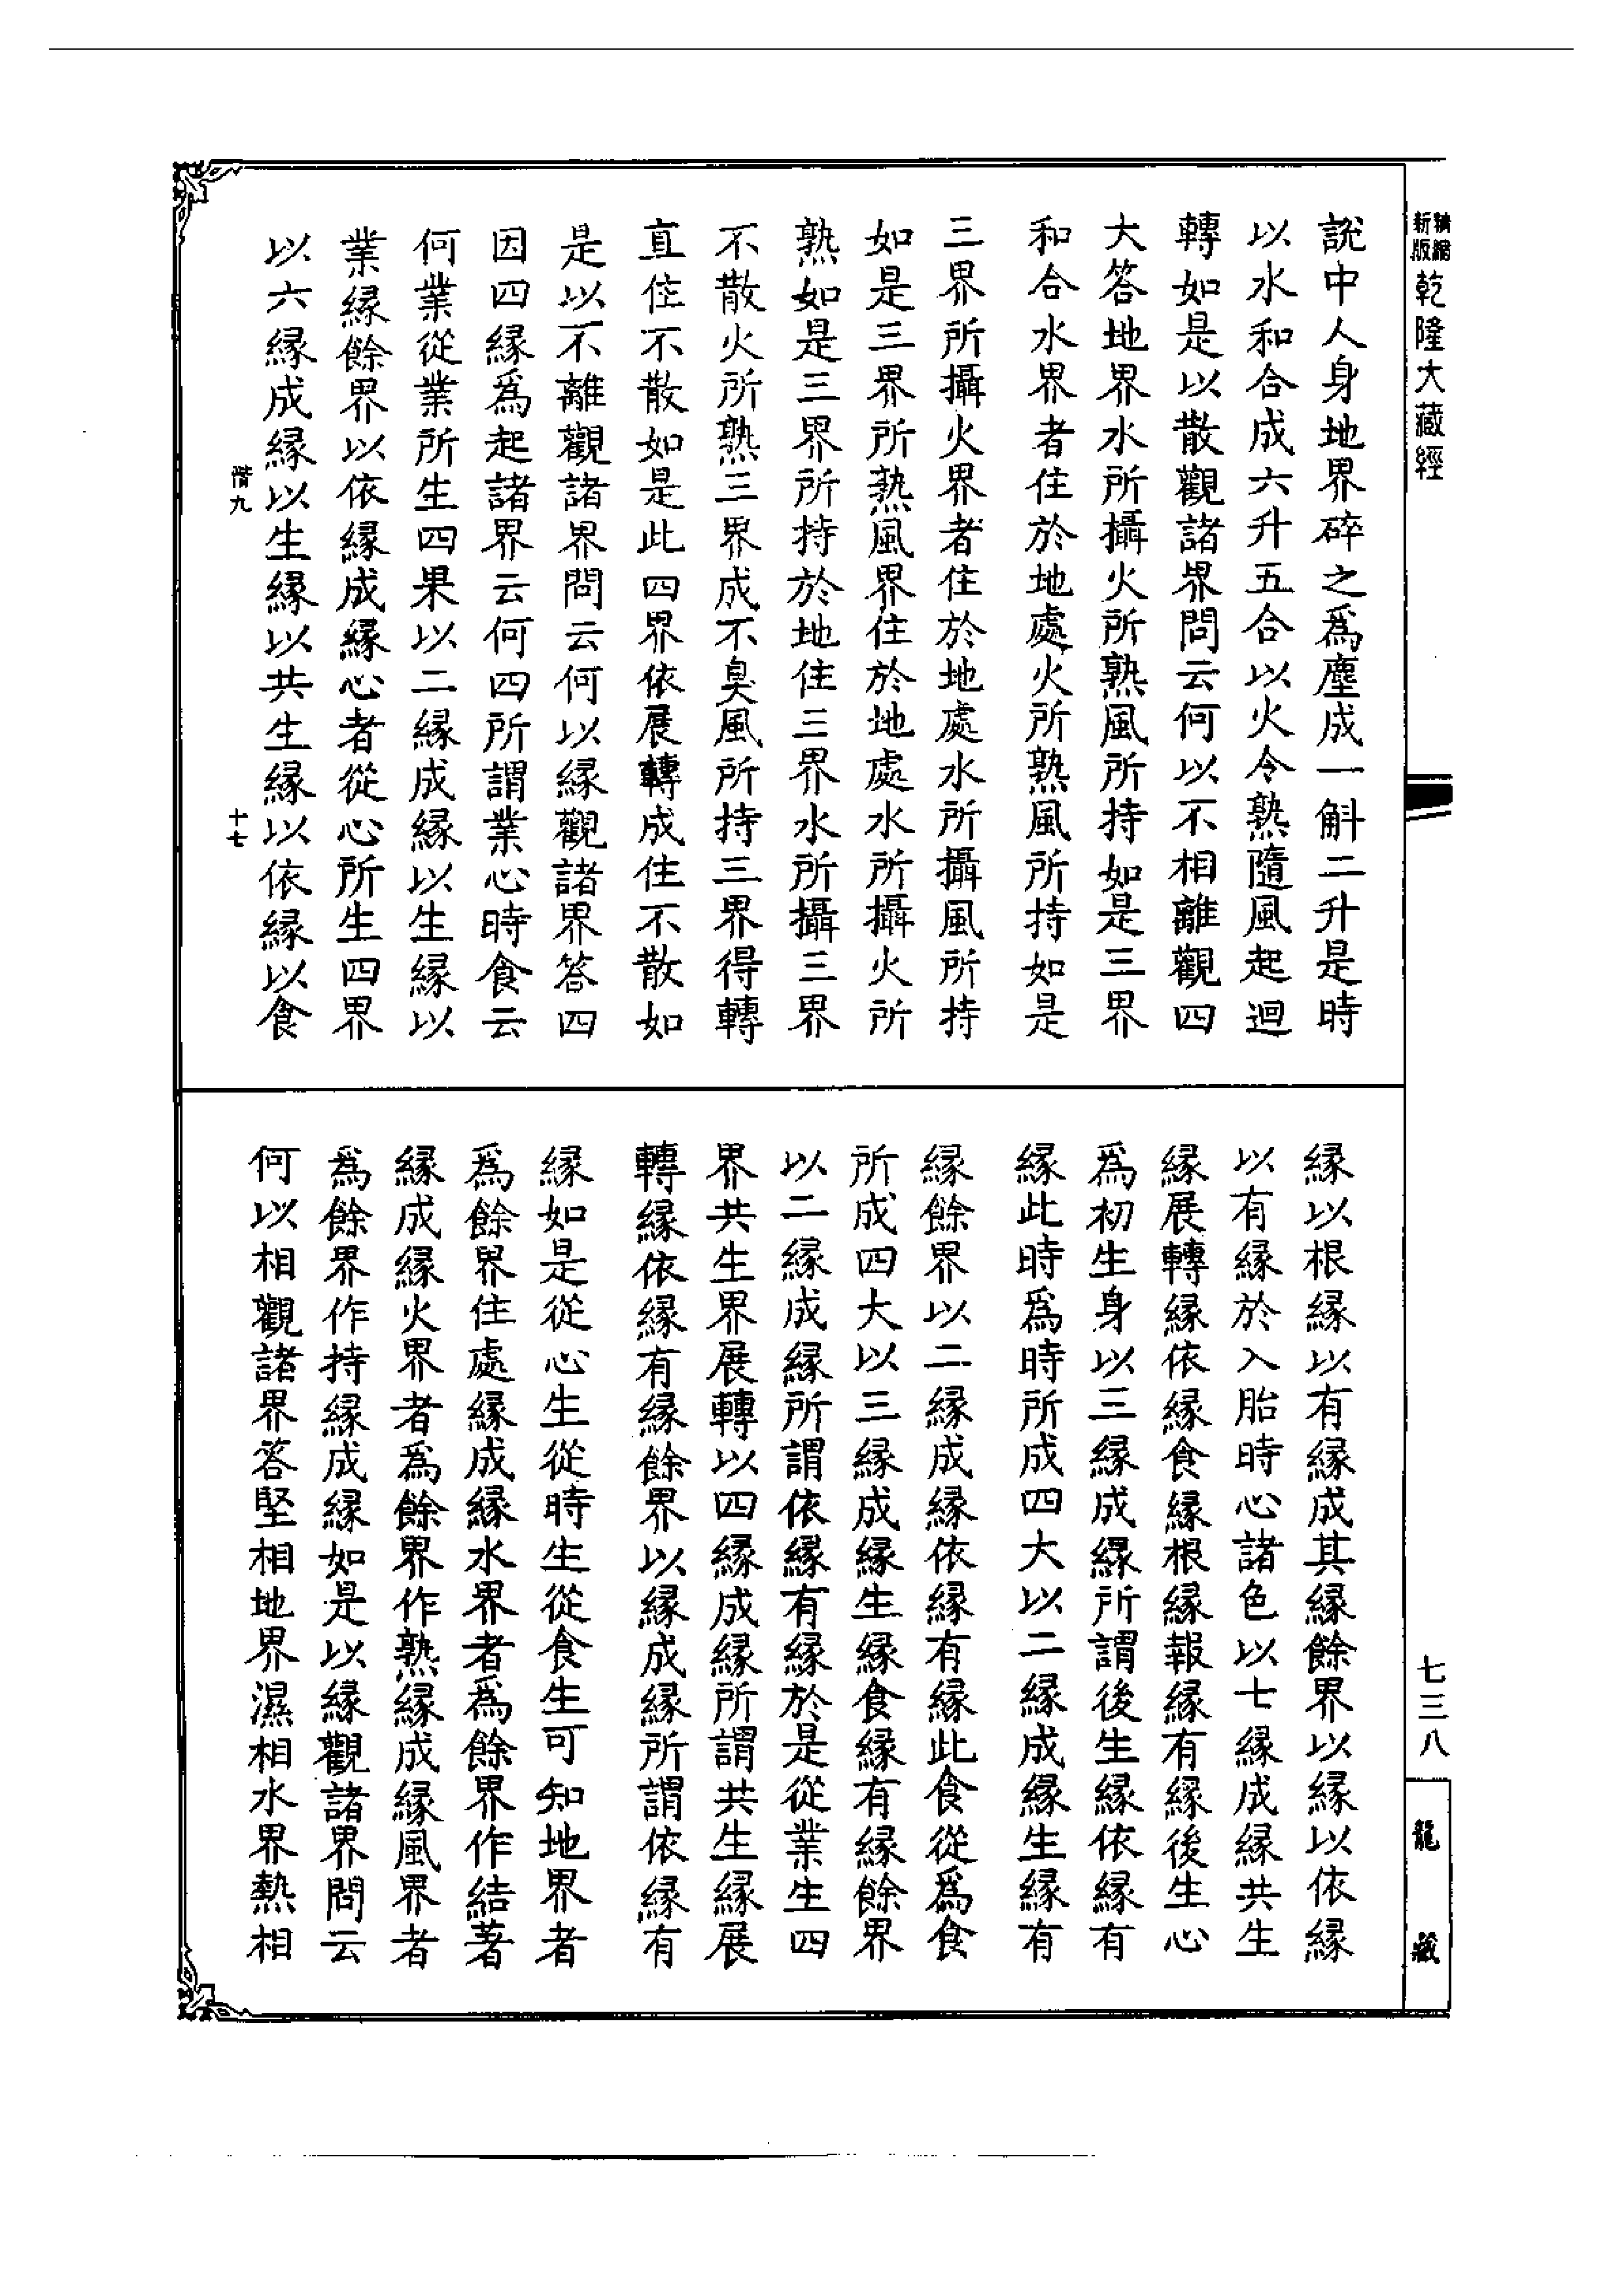 精縮新版
乾隆大藏經
七三八
龍藏
説中人身地界碎之爲塵成一斛二升是時
以水和合成六升五合以火令熟隨風起迴
轉如是以散觀諸界問云何以不相離觀四
大答地界水所攝火所熟風所持如是三界
和合水界者住於地處火所熟風所持如是
三界所攝火界者住於地處水所攝風所持
如是三界所熟風界住於地處水所攝火所
熟如是三界所持於地住三界水所攝三界
不散火所熟三界成不臭風所持三界得轉
直住不散如是此四界依展轉成住不散如
是以不離觀諸界問云何以緣觀諸界答四
因四緣爲起諸界云何四所謂業心時食云
何業從業所生四果以二緣成緣以生緣以
業緣餘界以依緣成緣心者從心所生四界
以六緣成緣以生緣以共生緣以依緣以食
階九
十七
緣以根緣以有緣成其緣餘界以緣以依緣
以有緣於入胎時心諸色以七緣成緣共生
緣展轉緣依緣食緣根緣報緣有緣後生心
爲初生身以三緣成緣所謂後生緣依緣有
緣此時爲時所成四大以二緣成緣生緣有
緣餘界以二緣成緣依緣有緣此食從爲食
所成四大以三緣成緣生緣食緣有緣餘界
以二緣成緣所謂依緣有緣於是從業生四
界共生界展轉以四緣成緣所謂共生緣展
轉緣依緣有緣餘界以緣成緣所謂依緣有
緣如是從心生從時生從食生可知地界者
爲餘界住處緣成緣水界者爲餘界作結著
緣成緣火界者爲餘界作熟緣成緣風界者
爲餘界作持緣成緣如是以緣觀諸界問云
何以相觀諸界答堅相地界濕相水界熱相